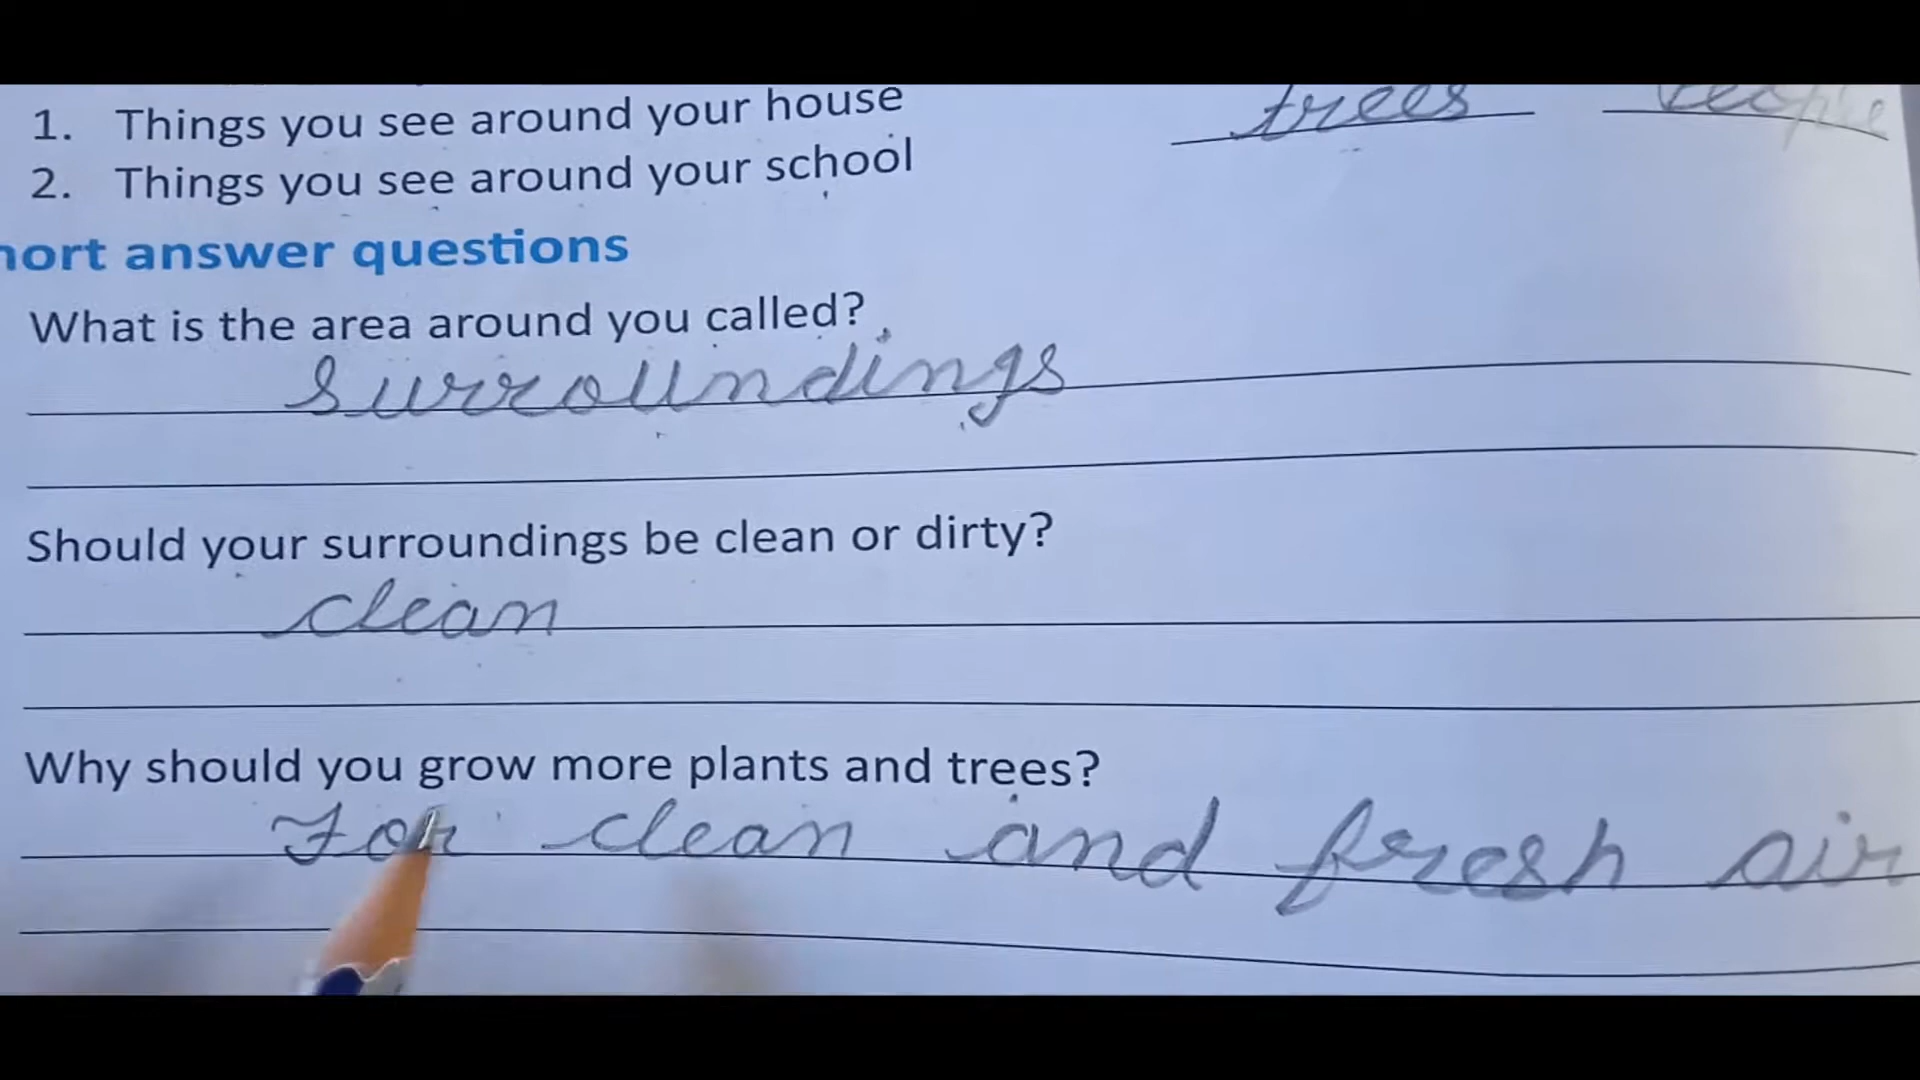 1. Things you see around your house trees people
2. Things you see around your school
hort answer questions
What is the area around you called?
Surroundings
Should your surroundings be clean or dirty?
clean
Why should you grow more plants and trees?
For clean and fresh air